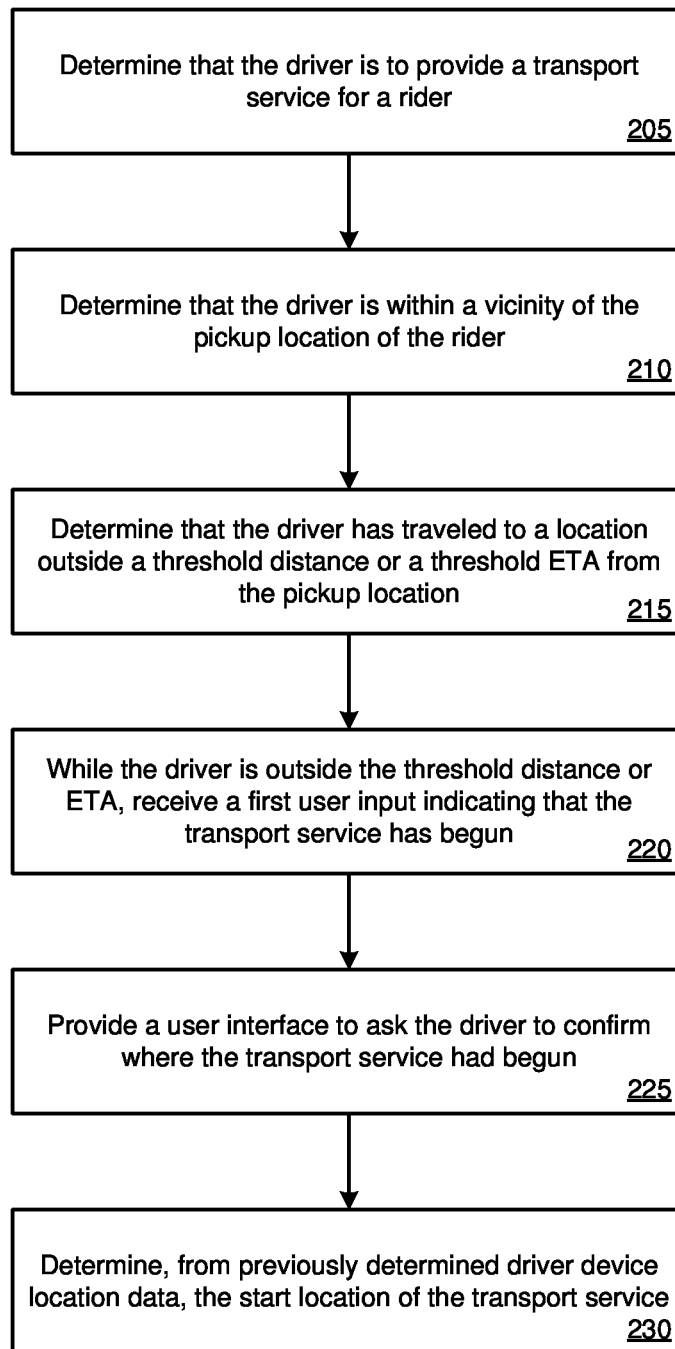 Determine that the driver is to provide a transport
service for a rider
205
Determine that the driver is within a vicinity of the
pickup location of the rider
210
Determine that the driver has traveled to a location
outside a threshold distance or a threshold ETA from
the pickup location
215
While the driver is outside the threshold distance or
ETA, receive a first user input indicating that the
transport service has begun
220
Provide a user interface to ask the driver to confirm
where the transport service had begun
225
Determine, from previously determined driver device
location data, the start location of the transport service
230